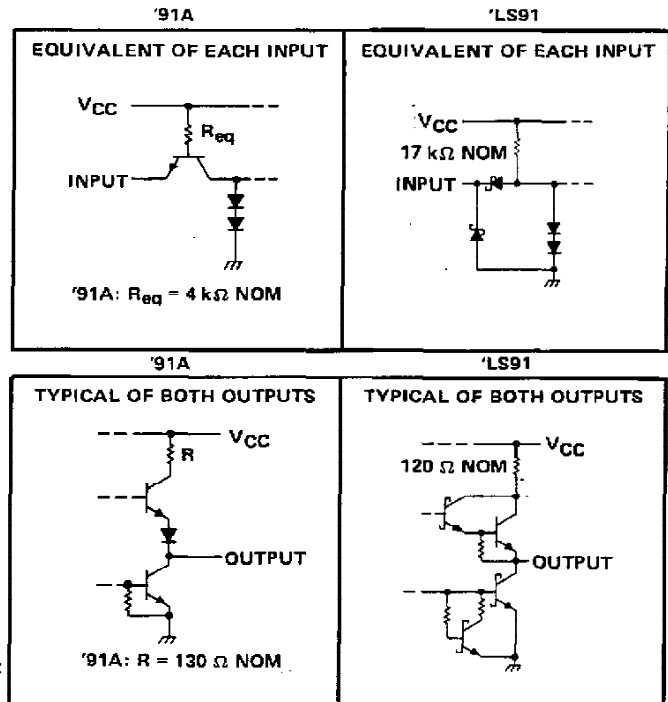 '91A
'LS91
EQUIVALENT OF EACH INPUT
EQUIVALENT OF EACH INPUT
VCC
Req
INPUT
'91A: Req = 4 kΩ NOM
VCC
17 kΩ NOM
INPUT
'91A
'LS91
TYPICAL OF BOTH OUTPUTS
TYPICAL OF BOTH OUTPUTS
VCC
R
OUTPUT
'91A: R = 130 Ω NOM
VCC
120 Ω NOM
OUTPUT